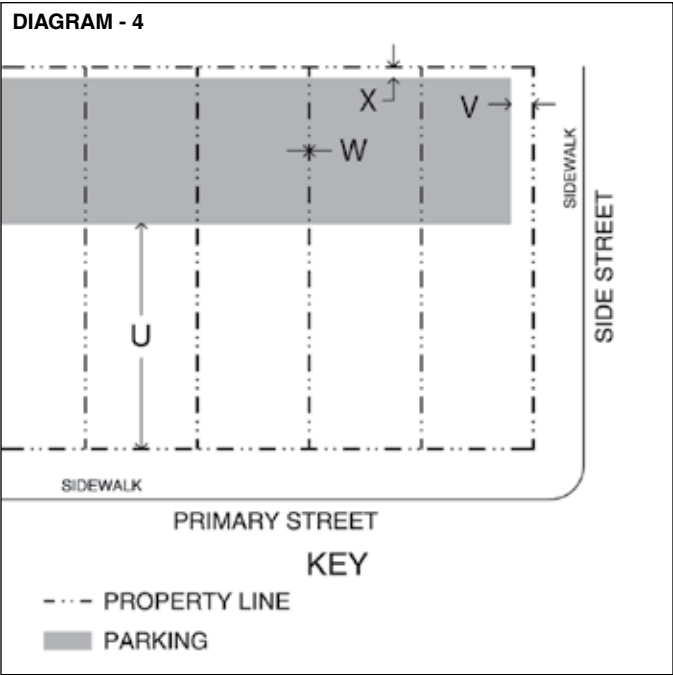 DIAGRAM - 4
X
V
W
SIDEWALK
SIDE STREET
U
SIDEWALK
PRIMARY STREET
KEY
PROPERTY LINE
PARKING